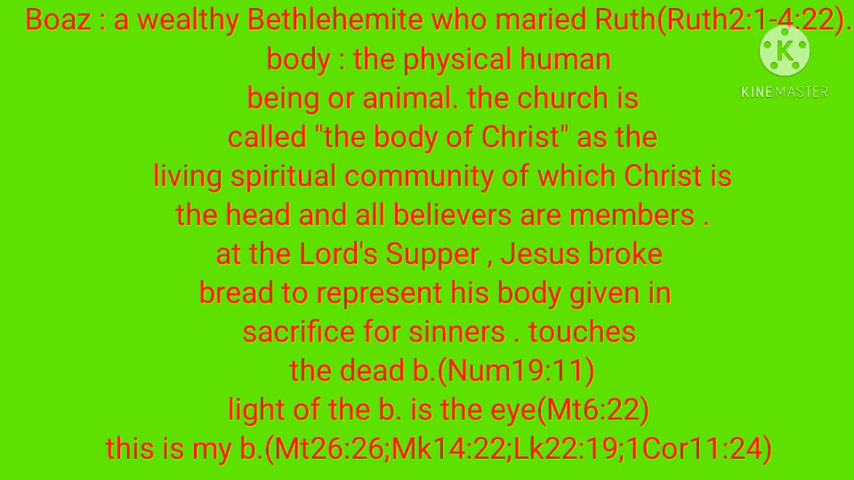 Boaz : a wealthy Bethlehemite who maried Ruth(Ruth2:1-4:22).
body : the physical human
being or animal. the church is
called "the body of Christ" as the
living spiritual community of which Christ is
the head and all believers are members .
at the Lord's Supper , Jesus broke
bread to represent his body given in
sacrifice for sinners . touches
the dead b.(Num19:11)
light of the b. is the eye(Mt6:22)
this is my b.(Mt26:26;Mk14:22;Lk22:19;1Cor11:24)
K
KINEMASTER